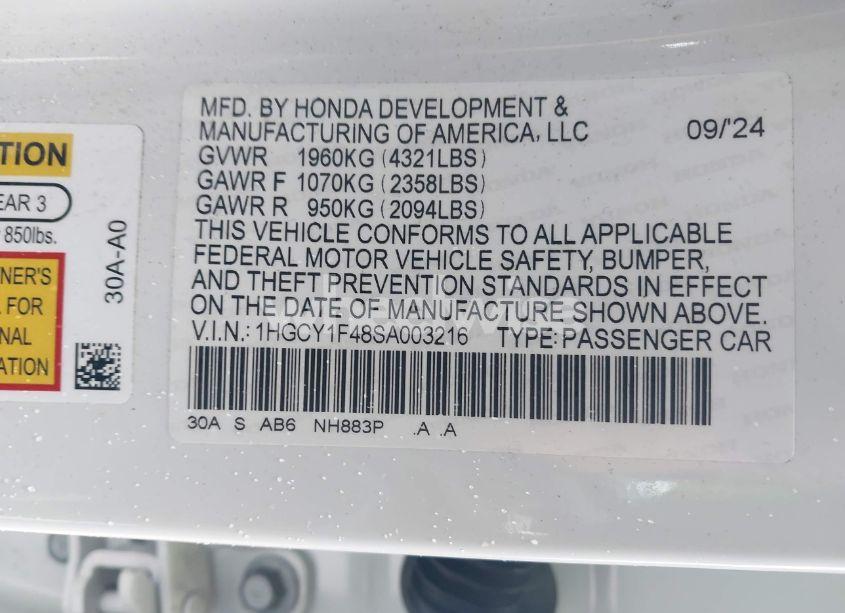 TION
EAR 3
850lbs.
NER'S
L FOR
NAL
ATION
30A-A0
MFD. BY HONDA DEVELOPMENT &
MANUFACTURING OF AMERICA, LLC 09/'24
GVWR 1960KG (4321LBS)
GAWR F 1070KG (2358LBS)
GAWR R 950KG (2094LBS)
THIS VEHICLE CONFORMS TO ALL APPLICABLE
FEDERAL MOTOR VEHICLE SAFETY, BUMPER,
AND THEFT PREVENTION STANDARDS IN EFFECT
ON THE DATE OF MANUFACTURE SHOWN ABOVE.
V.I.N.: 1HGCY1F48SA003216 TYPE: PASSENGER CAR
30A S AB6 NH883P .A .A